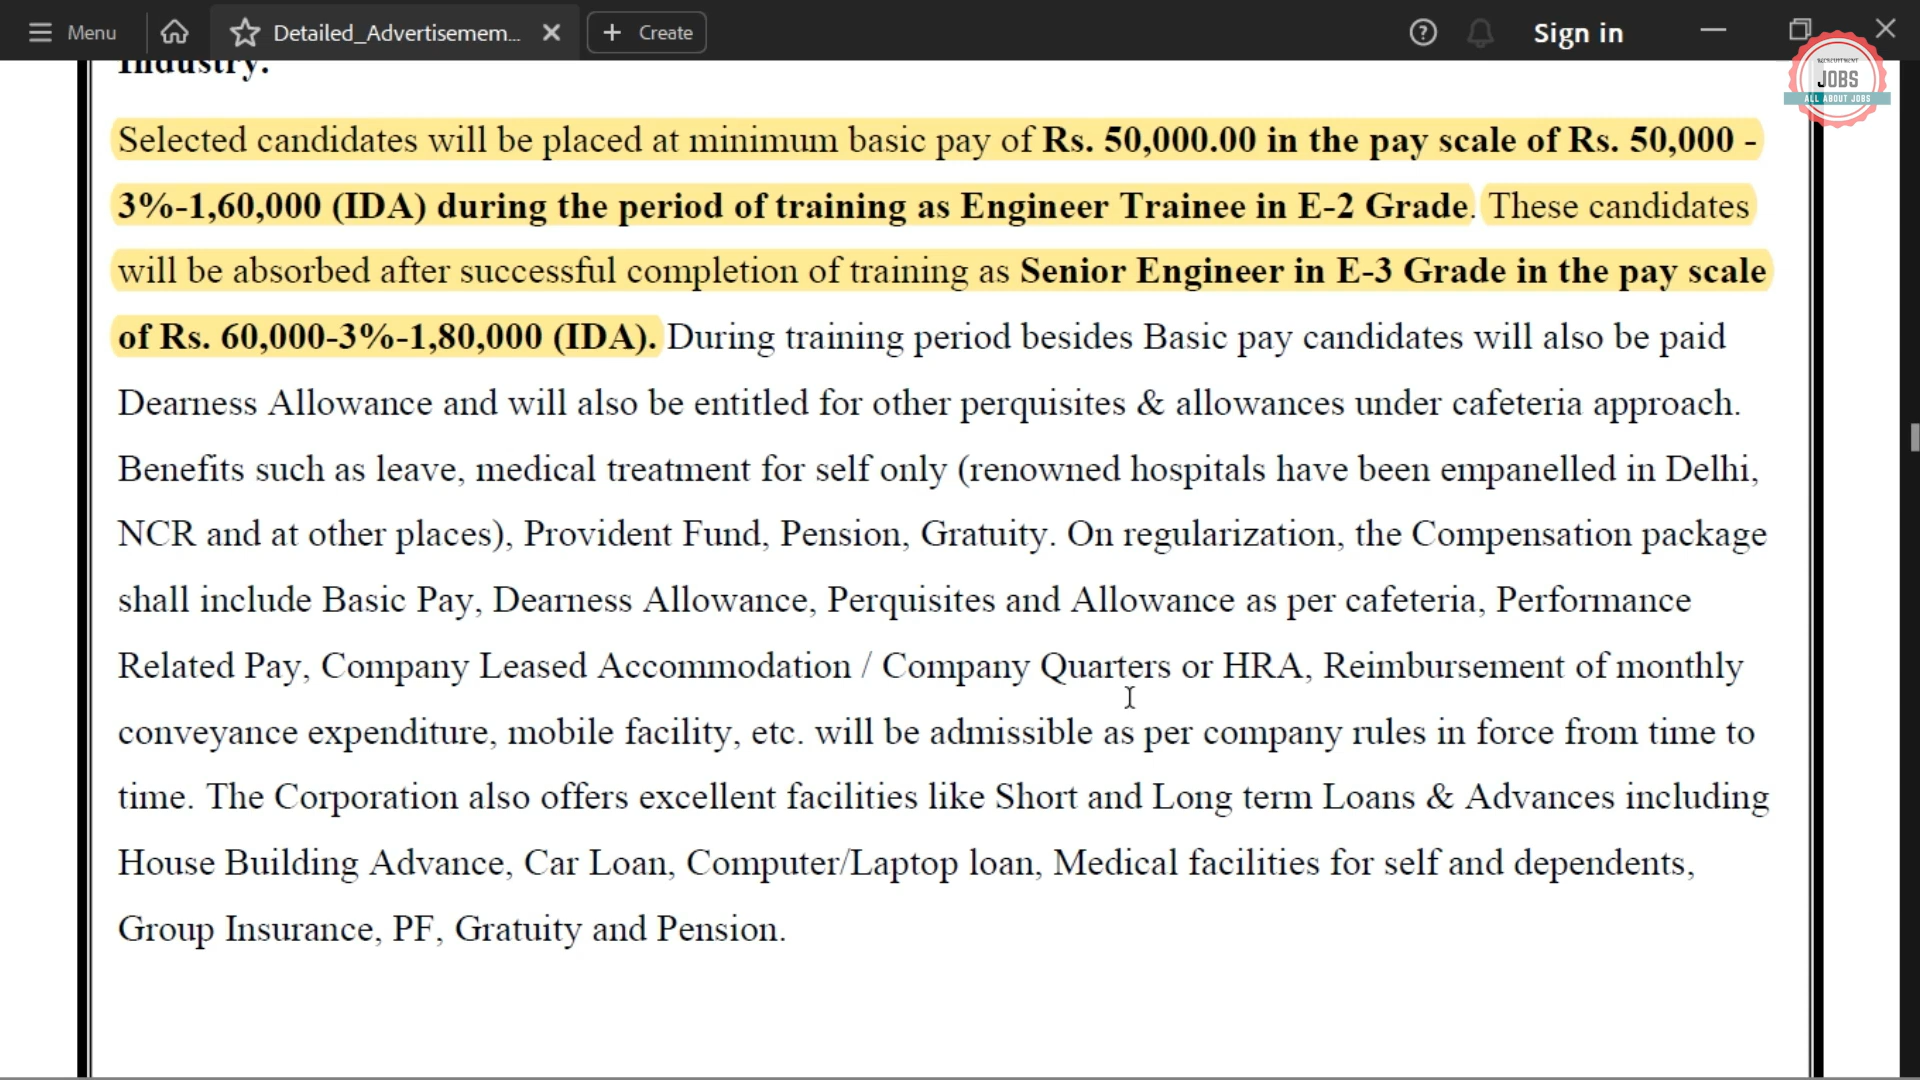 Menu
Detailed_Advertisemem...
Create
Sign in
RECRUITMENT
JOBS
ALL ABOUT JOBS
Industry.
Selected candidates will be placed at minimum basic pay of Rs. 50,000.00 in the pay scale of Rs. 50,000 -
3%-1,60,000 (IDA) during the period of training as Engineer Trainee in E-2 Grade. These candidates
will be absorbed after successful completion of training as Senior Engineer in E-3 Grade in the pay scale
of Rs. 60,000-3%-1,80,000 (IDA). During training period besides Basic pay candidates will also be paid
Dearness Allowance and will also be entitled for other perquisites & allowances under cafeteria approach.
Benefits such as leave, medical treatment for self only (renowned hospitals have been empanelled in Delhi,
NCR and at other places), Provident Fund, Pension, Gratuity. On regularization, the Compensation package
shall include Basic Pay, Dearness Allowance, Perquisites and Allowance as per cafeteria, Performance
Related Pay, Company Leased Accommodation / Company Quarters or HRA, Reimbursement of monthly
conveyance expenditure, mobile facility, etc. will be admissible as per company rules in force from time to
time. The Corporation also offers excellent facilities like Short and Long term Loans & Advances including
House Building Advance, Car Loan, Computer/Laptop loan, Medical facilities for self and dependents,
Group Insurance, PF, Gratuity and Pension.